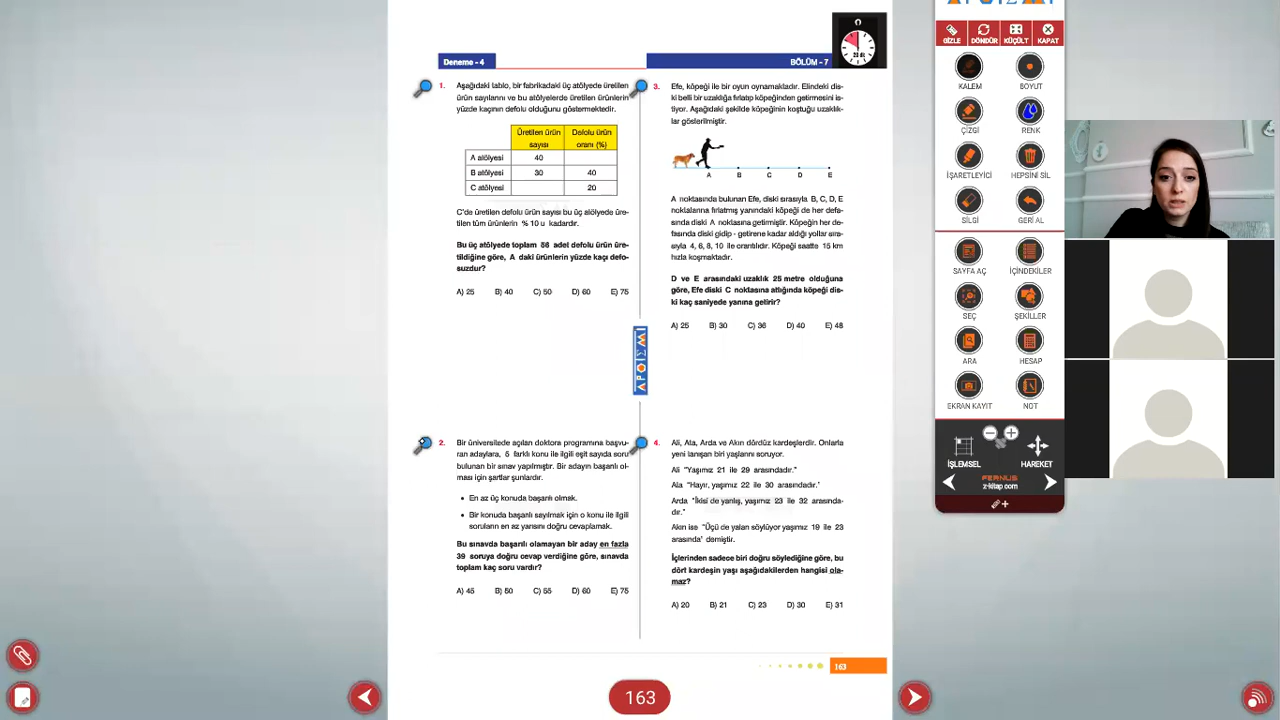 Deneme - 4
BÖLÜM - 7
1. Aşağıdaki tablo, bir fabrikadaki üç atölyede üretilen
ürün sayılarını ve bu atölyelerde üretilen ürünlerin
yüzde kaçının defolu olduğunu göstermektedir.
Üretilen ürün sayısı
Defolu ürün oranı (%)
A atölyesi 40
B atölyesi 30 40
C atölyesi 20
C'de üretilen defolu ürün sayısı bu üç atölyede üre-
tilen tüm ürünlerin % 10 u kadardır.
Bu üç atölyede toplam 56 adet defolu ürün üre-
tildiğine göre, A daki ürünlerin yüzde kaçı defo-
suzdur?
A) 25 B) 40 C) 50 D) 60 E) 75
2. Bir üniversitede açılan doktora programına başvu-
ran adaylara, 5 farklı konu ile ilgili eşit sayıda soru
bulunan bir sınav yapılmıştır. Bir adayın başarılı ol-
ması için şartlar şunlardır.
• En az üç konuda başarılı olmak.
• Bir konuda başarılı sayılmak için o konu ile ilgili
soruların en az yarısını doğru cevaplamak.
Bu sınavda başarılı olamayan bir aday en fazla
39 soruya doğru cevap verdiğine göre, sınavda
toplam kaç soru vardır?
A) 45 B) 50 C) 55 D) 60 E) 75
3. Efe, köpeği ile bir oyun oynamaktadır. Elindeki dis-
ki belli bir uzaklığa fırlatıp köpeğinden getirmesini is-
tiyor. Aşağıdaki şekilde köpeğinin koştuğu uzaklık-
lar gösterilmiştir.
A B C D E
A noktasında bulunan Efe, diski sırasıyla B, C, D, E
noktalarına fırlatmış yanındaki köpeği de her defa-
sında diski A noktasına getirmiştir. Köpeğin her de-
fasında diski gidip - getirene kadar aldığı yollar sıra-
sıyla 4, 6, 8, 10 ile orantılıdır. Köpeği saatte 15 km
hızla koşmaktadır.
D ve E arasındaki uzaklık 25 metre olduğuna
göre, Efe diski C noktasına attığında köpeği dis-
ki kaç saniyede yanına getirir?
A) 25 B) 30 C) 36 D) 40 E) 48
4. Ali, Ata, Arda ve Akın dördüz kardeşlerdir. Onlarla
yeni tanışan biri yaşlarını soruyor.
Ali "Yaşımız 21 ile 29 arasındadır."
Ata "Hayır, yaşımız 22 ile 30 arasındadır."
Arda "İkisi de yanlış, yaşımız 23 ile 32 arasında-
dır."
Akın ise "Üçü de yalan söylüyor yaşımız 19 ile 23
arasında" demiştir.
İçlerinden sadece biri doğru söylediğine göre, bu
dört kardeşin yaşı aşağıdakilerden hangisi ola-
maz?
A) 20 B) 21 C) 23 D) 30 E) 31
APOİEMİ
163
163
GİZLE DÖNDÜR KÜÇÜLT KAPAT
KALEM BOYUT
ÇİZGİ RENK
İŞARETLEYİCİ HEPSİNİ SİL
SİLGİ GERİ AL
SAYFA AÇ İÇİNDEKİLER
SEÇ ŞEKİLLER
ARA HESAP
EKRAN KAYIT NOT
İŞLEMSEL HAREKET
FERNUS
z-kitap.com